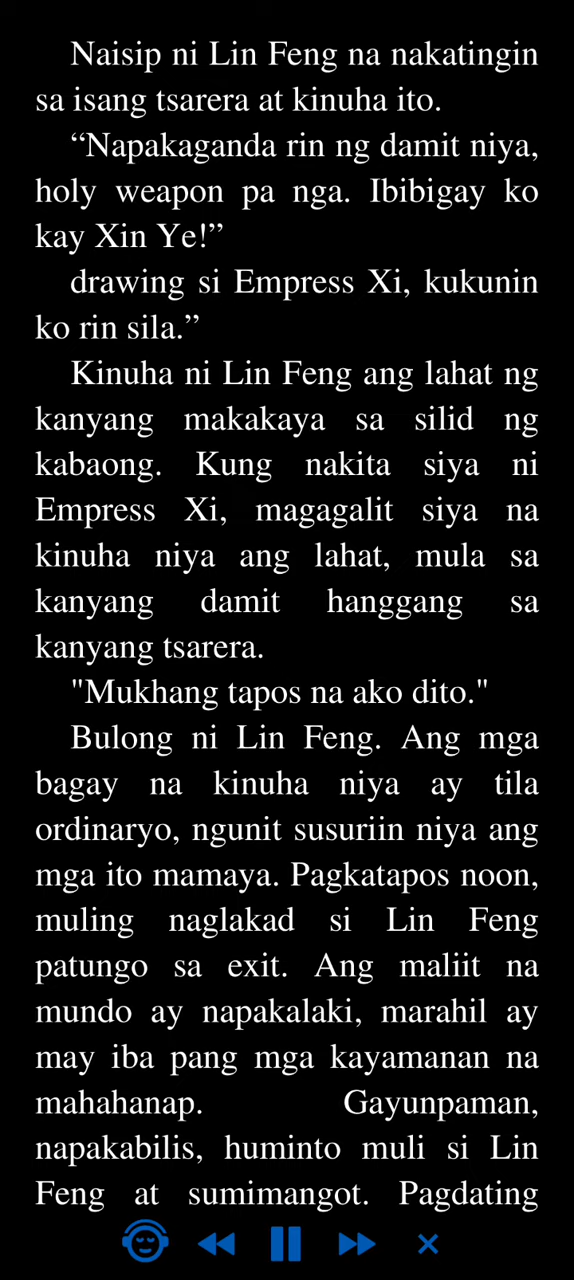 Naisip ni Lin Feng na nakatingin
sa isang tsarera at kinuha ito.
“Napakaganda rin ng damit niya,
holy weapon pa nga. Ibibigay ko
kay Xin Ye!”
drawing si Empress Xi, kukunin
ko rin sila.”
Kinuha ni Lin Feng ang lahat ng
kanyang makakaya sa silid ng
kabaong. Kung nakita siya ni
Empress Xi, magagalit siya na
kinuha niya ang lahat, mula sa
kanyang damit hanggang sa
kanyang tsarera.
"Mukhang tapos na ako dito."
Bulong ni Lin Feng. Ang mga
bagay na kinuha niya ay tila
ordinaryo, ngunit susuriin niya ang
mga ito mamaya. Pagkatapos noon,
muling naglakad si Lin Feng
patungo sa exit. Ang maliit na
mundo ay napakalaki, marahil ay
may iba pang mga kayamanan na
mahahanap. Gayunpaman,
napakabilis, huminto muli si Lin
Feng at sumimangot. Pagdating